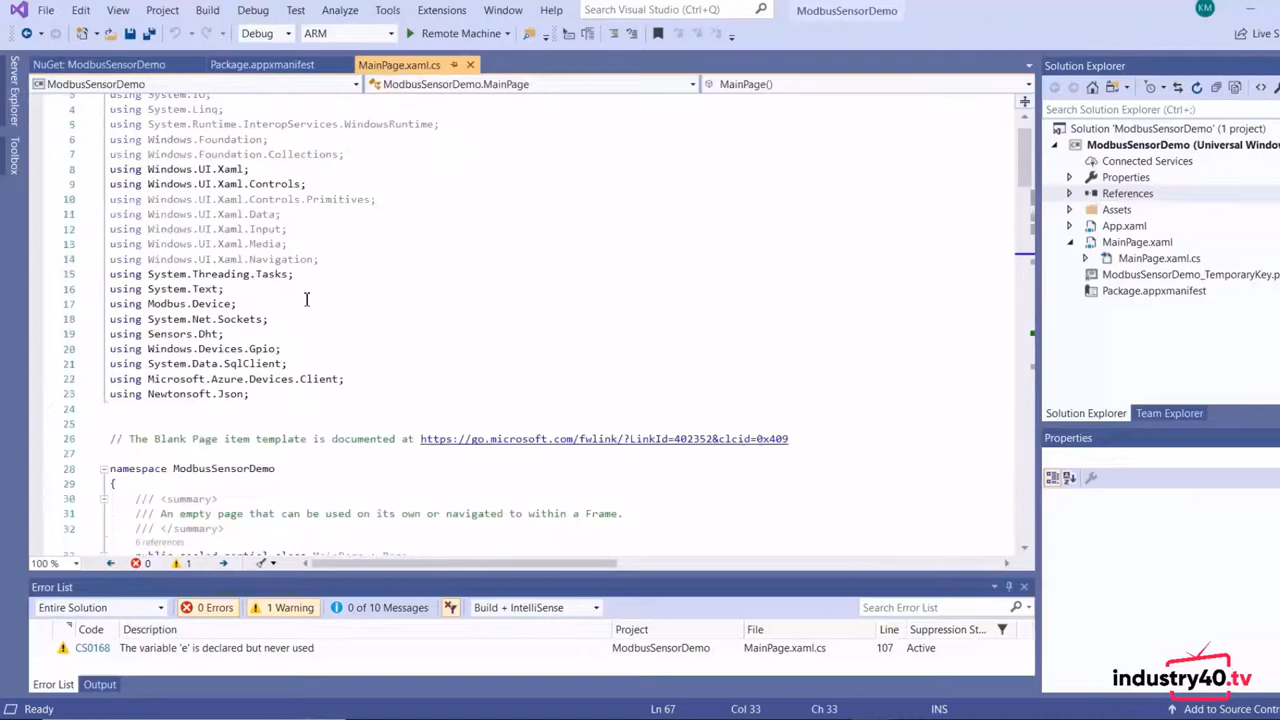 File Edit View Project Build Debug Test Analyze Tools Extensions Window Help Search Visual Studio (Ctrl+Q) ModbusSensorDemo KM
Debug ARM Remote Machine Live S
NuGet: ModbusSensorDemo Package.appxmanifest MainPage.xaml.cs
ModbusSensorDemo ModbusSensorDemo.MainPage MainPage()
Server Explorer
Toolbox
3 using System.IO;
4 using System.Linq;
5 using System.Runtime.InteropServices.WindowsRuntime;
6 using Windows.Foundation;
7 using Windows.Foundation.Collections;
8 using Windows.UI.Xaml;
9 using Windows.UI.Xaml.Controls;
10 using Windows.UI.Xaml.Controls.Primitives;
11 using Windows.UI.Xaml.Data;
12 using Windows.UI.Xaml.Input;
13 using Windows.UI.Xaml.Media;
14 using Windows.UI.Xaml.Navigation;
15 using System.Threading.Tasks;
16 using System.Text;
17 using Modbus.Device;
18 using System.Net.Sockets;
19 using Sensors.Dht;
20 using Windows.Devices.Gpio;
21 using System.Data.SqlClient;
22 using Microsoft.Azure.Devices.Client;
23 using Newtonsoft.Json;
24
25
26 // The Blank Page item template is documented at https://go.microsoft.com/fwlink/?LinkId=402352&clcid=0x409
27
28 namespace ModbusSensorDemo
29 {
30 /// <summary>
31 /// An empty page that can be used on its own or navigated to within a Frame.
32 /// </summary>
6 references
public sealed partial class MainPage : Page
100 % 0 1
Solution Explorer
Search Solution Explorer (Ctrl+;)
Solution 'ModbusSensorDemo' (1 project)
ModbusSensorDemo (Universal Window
Connected Services
Properties
References
Assets
App.xaml
MainPage.xaml
MainPage.xaml.cs
ModbusSensorDemo_TemporaryKey.p
Package.appxmanifest
Solution Explorer Team Explorer
Properties
Error List
Entire Solution 0 Errors 1 Warning 0 of 10 Messages Build + IntelliSense Search Error List
Code Description Project File Line Suppression St...
CS0168 The variable 'e' is declared but never used ModbusSensorDemo MainPage.xaml.cs 107 Active
Error List Output
industry40.tv
Ready Ln 67 Col 33 Ch 33 INS Add to Source Contr